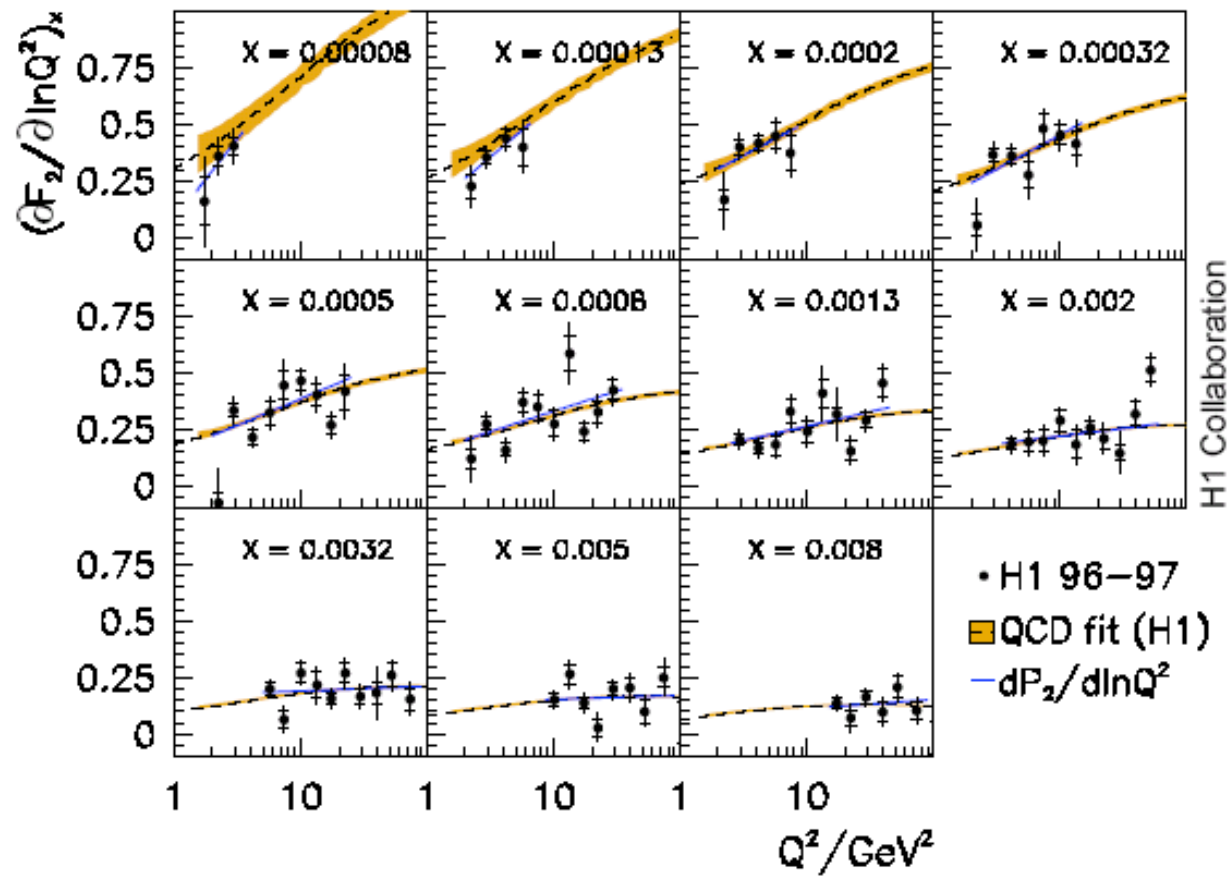 (∂F₂/∂lnQ²)ₓ
X = 0.00008
X = 0.00013
X = 0.0002
X = 0.00032
0.75
0.5
0.25
0
X = 0.0005
X = 0.0008
X = 0.0013
X = 0.002
0.75
0.5
0.25
0
X = 0.0032
X = 0.005
X = 0.008
0.75
0.5
0.25
0
H1 96−97
QCD fit (H1)
dP₂/dlnQ²
1 10 1 10 1 10
Q²/GeV²
H1 Collaboration